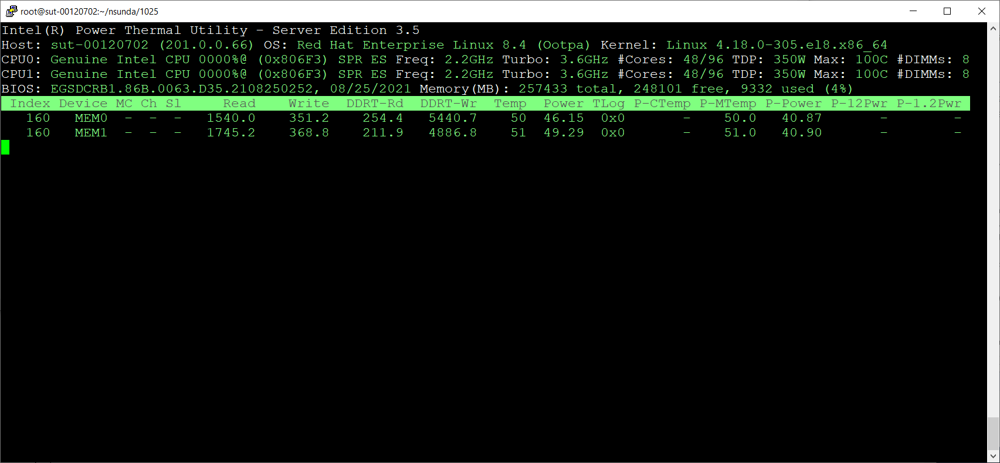 root@sut-00120702:~/nsunda/1025
Intel(R) Power Thermal Utility - Server Edition 3.5
Host: sut-00120702 (201.0.0.66) OS: Red Hat Enterprise Linux 8.4 (Ootpa) Kernel: Linux 4.18.0-305.el8.x86_64
CPU0: Genuine Intel CPU 0000%@ (0x806F3) SPR ES Freq: 2.2GHz Turbo: 3.6GHz #Cores: 48/96 TDP: 350W Max: 100C #DIMMs: 8
CPU1: Genuine Intel CPU 0000%@ (0x806F3) SPR ES Freq: 2.2GHz Turbo: 3.6GHz #Cores: 48/96 TDP: 350W Max: 100C #DIMMs: 8
BIOS: EGSDCRB1.86B.0063.D35.2108250252, 08/25/2021 Memory(MB): 257433 total, 248101 free, 9332 used (4%)
Index Device MC Ch Sl Read Write DDRT-Rd DDRT-Wr Temp Power TLog P-CTemp P-MTemp P-Power P-12Pwr P-1.2Pwr
160 MEM0 - - - 1540.0 351.2 254.4 5440.7 50 46.15 0x0 - 50.0 40.87 - -
160 MEM1 - - - 1745.2 368.8 211.9 4886.8 51 49.29 0x0 - 51.0 40.90 - -